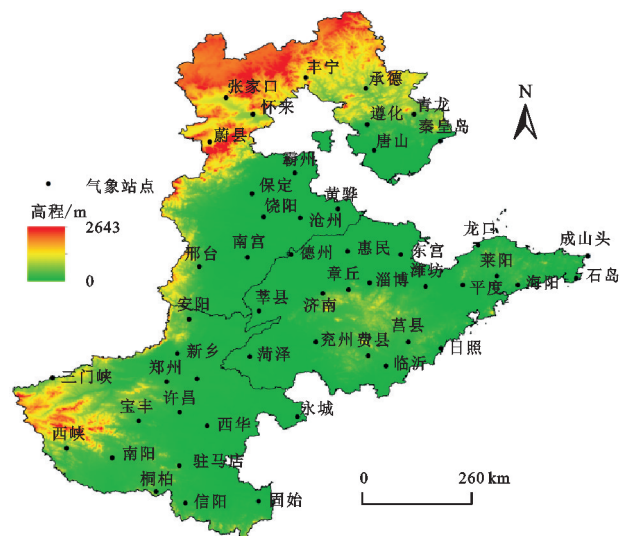 丰宁
张家口
承德
怀来
遵化
青龙
N
蔚县
唐山
秦皇岛
霸州
气象站点
保定
黄骅
高程/m
饶阳
沧州
2643
0
龙口
成山头
邢台
南宫
德州
惠民
东宫
莱阳
章丘
淄博
潍坊
平度
海阳
石岛
安阳
莘县
济南
新乡
菏泽
兖州
费县
莒县
日照
三门峡
郑州
临沂
宝丰
许昌
永城
西峡
西华
南阳
驻马店
桐柏
信阳
固始
0
260 km